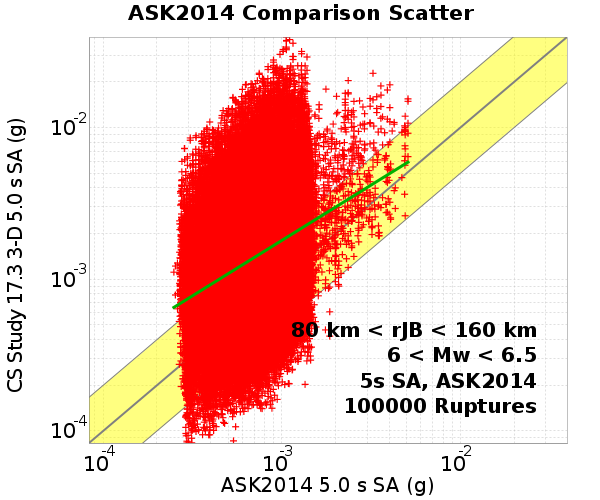 ASK2014 Comparison Scatter
CS Study 17.3 3-D 5.0 s SA (g)
10-2
10-3
10-4
80 km < rJB < 160 km
6 < Mw < 6.5
5s SA, ASK2014
100000 Ruptures
10-4 10-3 10-2
ASK2014 5.0 s SA (g)